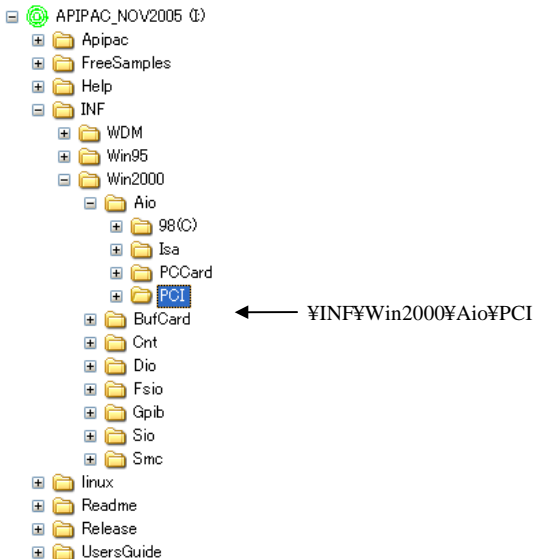 APIPAC_NOV2005 (I:)
Apipac
FreeSamples
Help
INF
WDM
Win95
Win2000
Aio
98(C)
Isa
PCCard
PCI
¥INF¥Win2000¥Aio¥PCI
BufCard
Cnt
Dio
Fsio
Gpib
Sio
Smc
linux
Readme
Release
UsersGuide